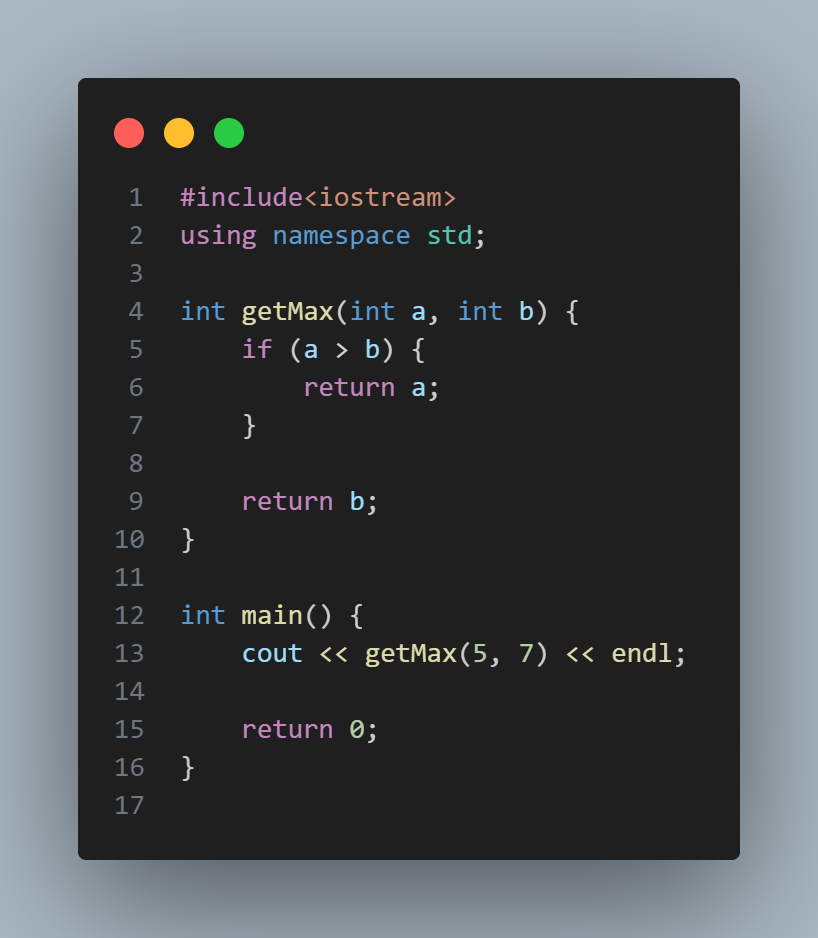 1 #include<iostream>
2 using namespace std;
3
4 int getMax(int a, int b) {
5     if (a > b) {
6         return a;
7     }
8
9     return b;
10 }
11
12 int main() {
13     cout << getMax(5, 7) << endl;
14
15     return 0;
16 }
17